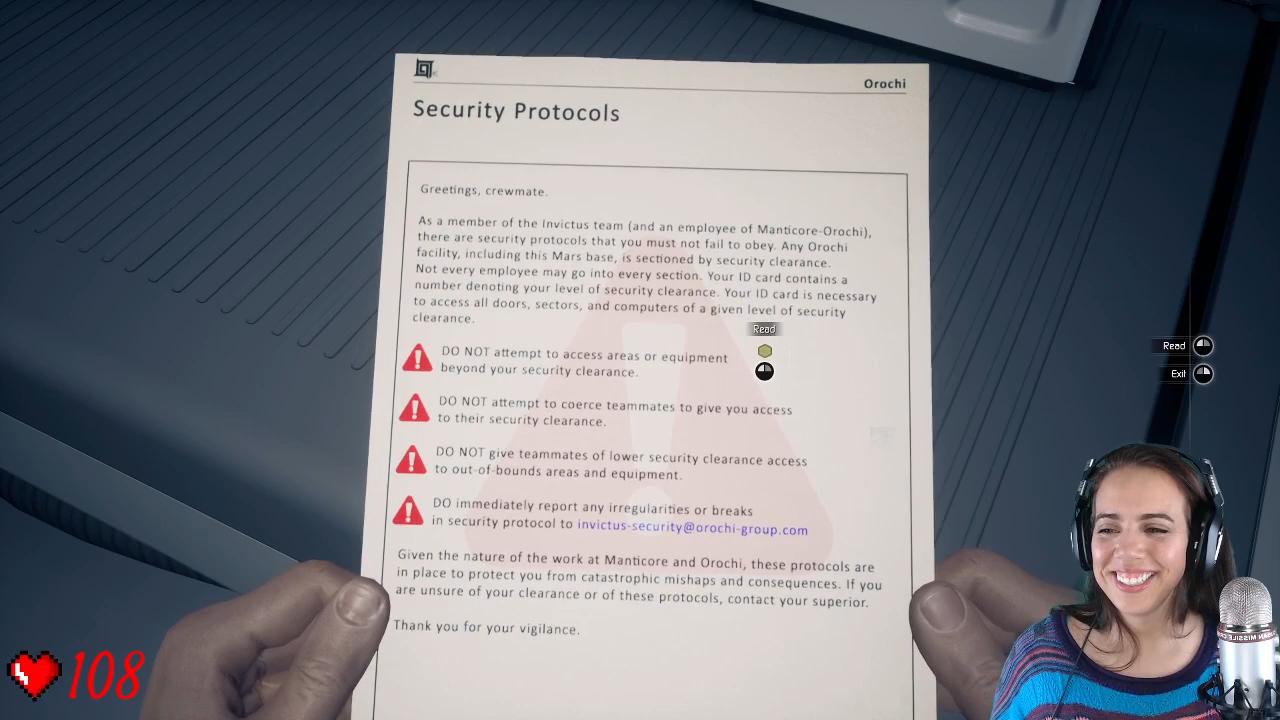 Orochi
Security Protocols
Greetings, crewmate.
As a member of the Invictus team (and an employee of Manticore-Orochi),
there are security protocols that you must not fail to obey. Any Orochi
facility, including this Mars base, is sectioned by security clearance.
Not every employee may go into every section. Your ID card contains a
number denoting your level of security clearance. Your ID card is necessary
to access all doors, sectors, and computers of a given level of security
clearance.
Read
DO NOT attempt to access areas or equipment
beyond your security clearance.
DO NOT attempt to coerce teammates to give you access
to their security clearance.
DO NOT give teammates of lower security clearance access
to out-of-bounds areas and equipment.
DO immediately report any irregularities or breaks
in security protocol to invictus-security@orochi-group.com
Given the nature of the work at Manticore and Orochi, these protocols are
in place to protect you from catastrophic mishaps and consequences. If you
are unsure of your clearance or of these protocols, contact your superior.
Thank you for your vigilance.
Read
Exit
108